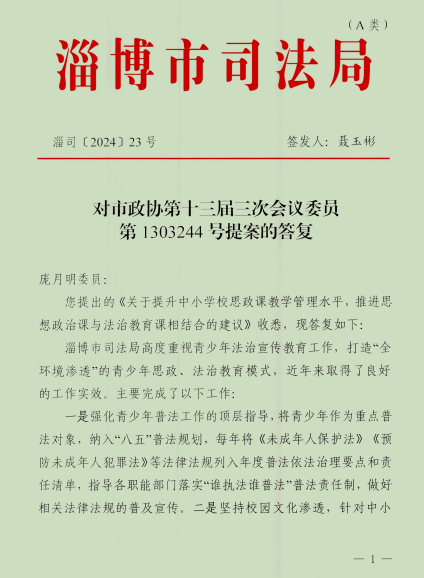 （A 类）
淄博市司法局
淄司〔2024〕23 号 签发人：聂玉彬
对市政协第十三届三次会议委员
第 1303244 号提案的答复
庞月明委员：
您提出的《关于提升中小学校思政课教学管理水平，推进思
想政治课与法治教育课相结合的建议》收悉，现答复如下：
淄博市司法局高度重视青少年法治宣传教育工作，打造“全
环境渗透”的青少年思政、法治教育模式，近年来取得了良好
的工作实效。主要完成了以下工作：
一是强化青少年普法工作的顶层指导，将青少年作为重点普
法对象，纳入“八五”普法规划，每年将《未成年人保护法》《预
防未成年人犯罪法》等法律法规列入年度普法依法治理要点和责
任清单，指导各职能部门落实“谁执法谁普法”普法责任制，做好
相关法律法规的普及宣传。二是坚持校园文化渗透，针对中小
— 1 —